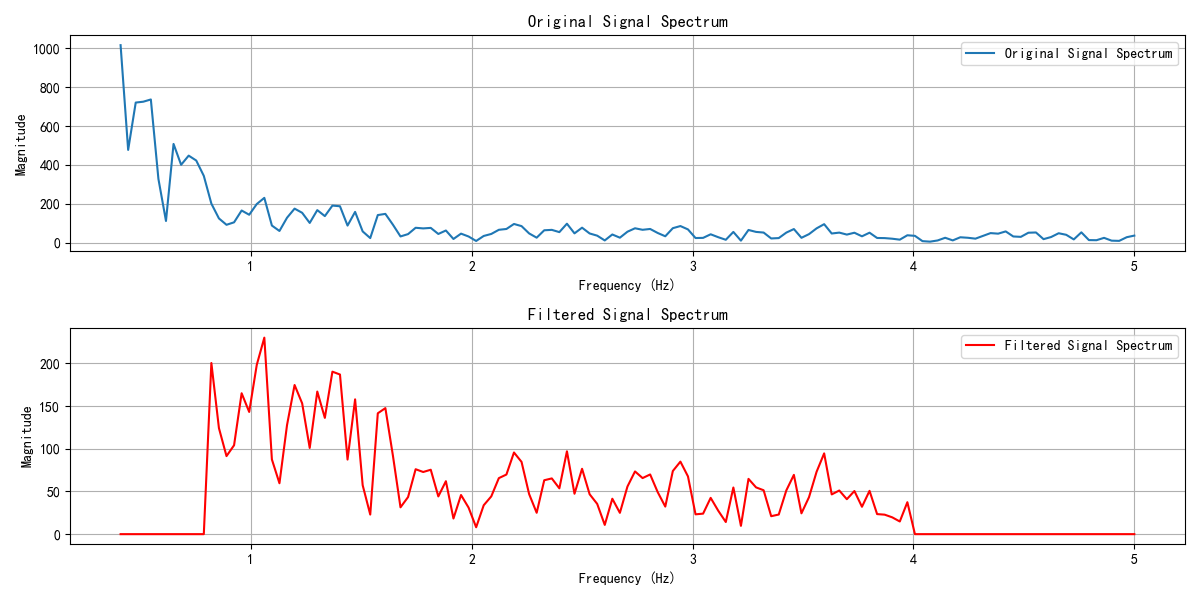 Original Signal Spectrum
1000
800
600
400
200
0
Magnitude
Original Signal Spectrum
1 2 3 4 5
Frequency (Hz)
Filtered Signal Spectrum
200
150
100
50
0
Magnitude
Filtered Signal Spectrum
1 2 3 4 5
Frequency (Hz)